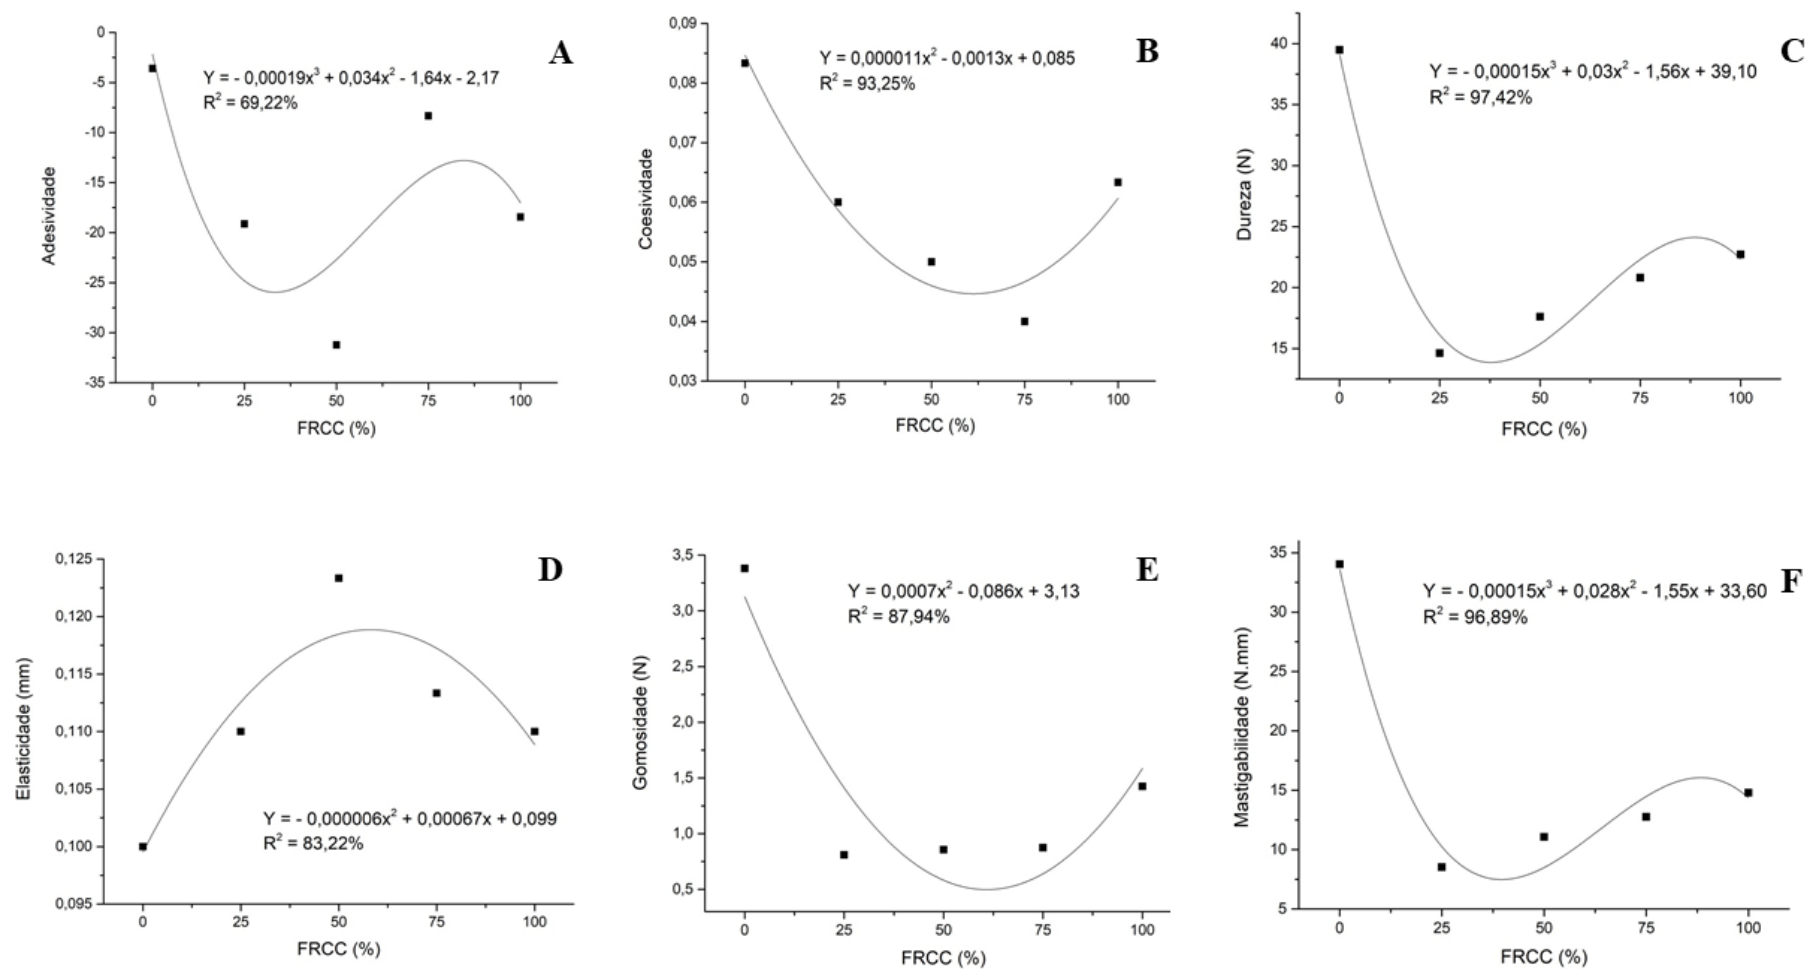 A
Y = - 0,00019x³ + 0,034x² - 1,64x - 2,17
R² = 69,22%
Adesividade
0
-5
-10
-15
-20
-25
-30
-35
0 25 50 75 100
FRCC (%)
B
Y = 0,000011x² - 0,0013x + 0,085
R² = 93,25%
Coesividade
0,09
0,08
0,07
0,06
0,05
0,04
0,03
0 25 50 75 100
FRCC (%)
C
Y = - 0,00015x³ + 0,03x² - 1,56x + 39,10
R² = 97,42%
Dureza (N)
40
35
30
25
20
15
0 25 50 75 100
FRCC (%)
D
Y = - 0,000006x² + 0,00067x + 0,099
R² = 83,22%
Elasticidade (mm)
0,125
0,120
0,115
0,110
0,105
0,100
0,095
0 25 50 75 100
FRCC (%)
E
Y = 0,0007x² - 0,086x + 3,13
R² = 87,94%
Gomosidade (N)
3,5
3,0
2,5
2,0
1,5
1,0
0,5
0 25 50 75 100
FRCC (%)
F
Y = - 0,00015x³ + 0,028x² - 1,55x + 33,60
R² = 96,89%
Mastigabilidade (N.mm)
35
30
25
20
15
10
5
0 25 50 75 100
FRCC (%)